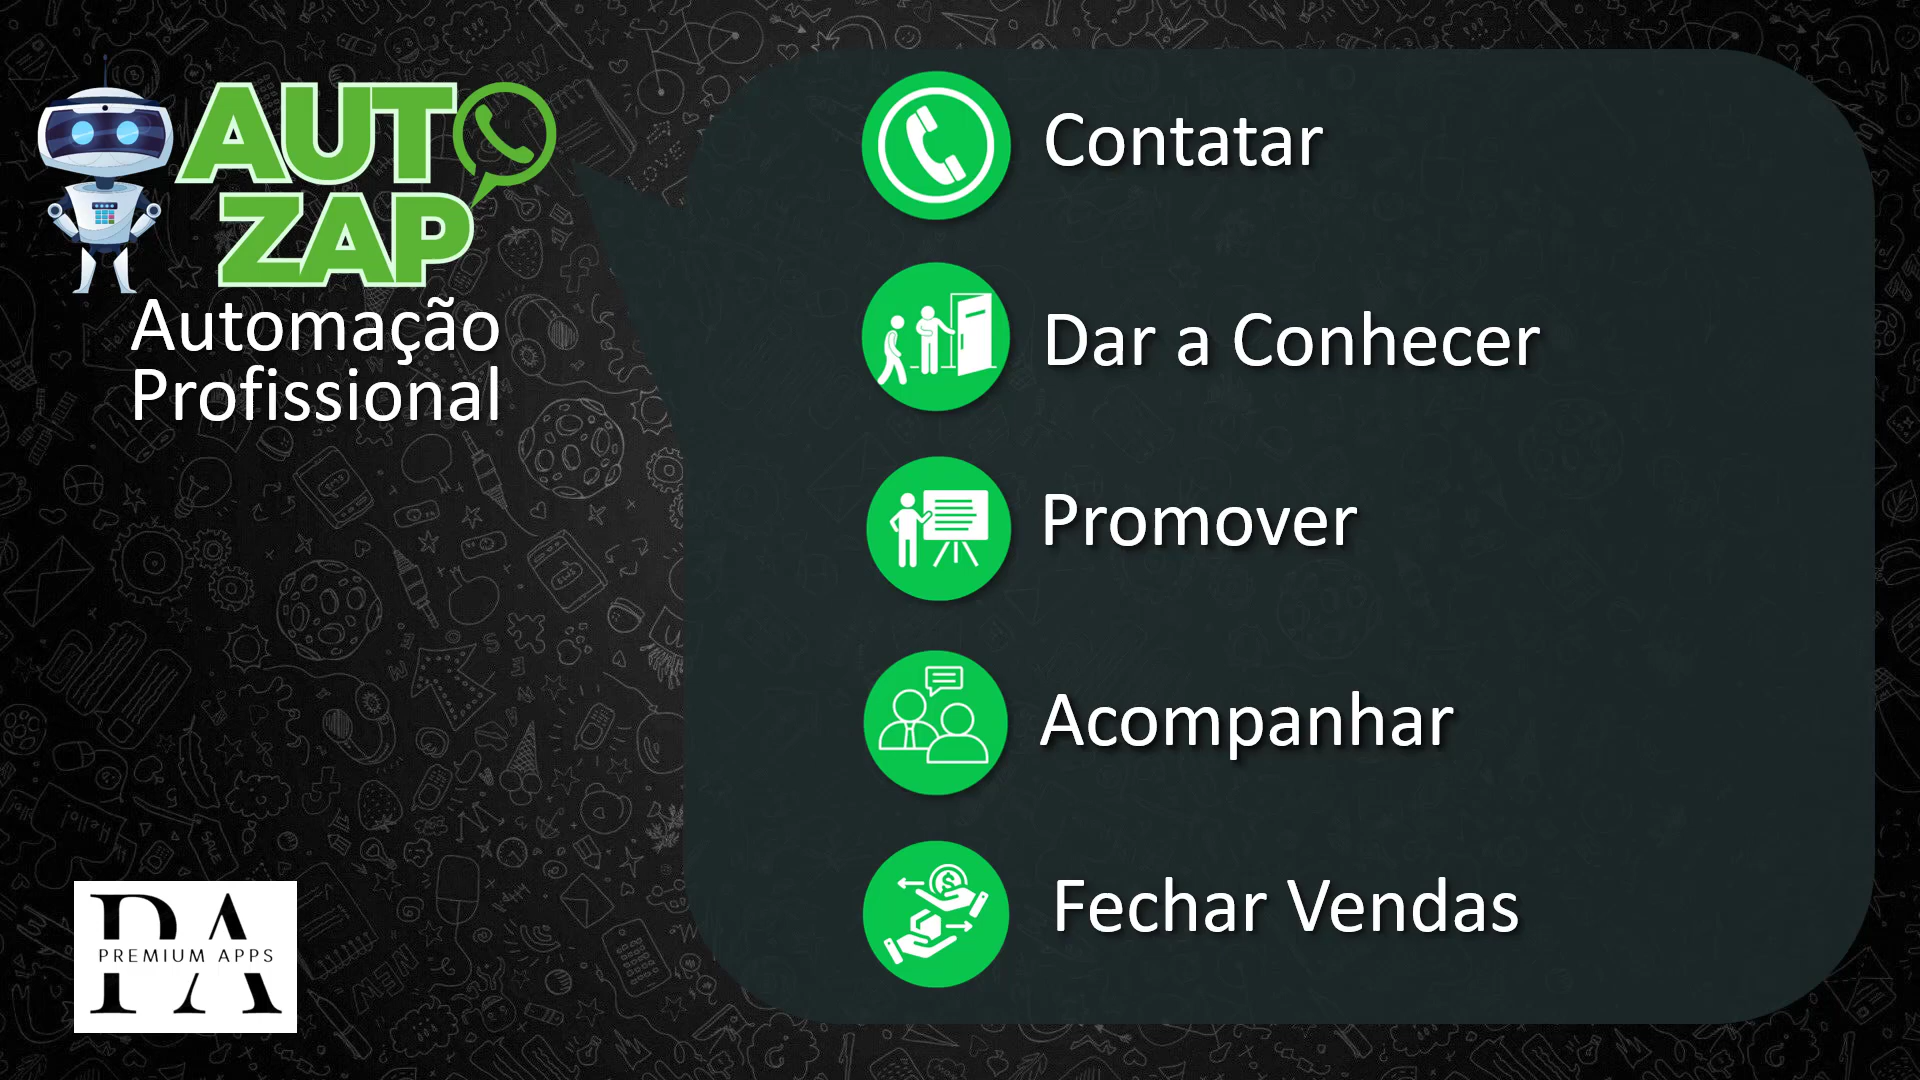 AUTO
ZAP
Automação
Profissional
Contatar
Dar a Conhecer
Promover
Acompanhar
Fechar Vendas
PA
PREMIUM APPS